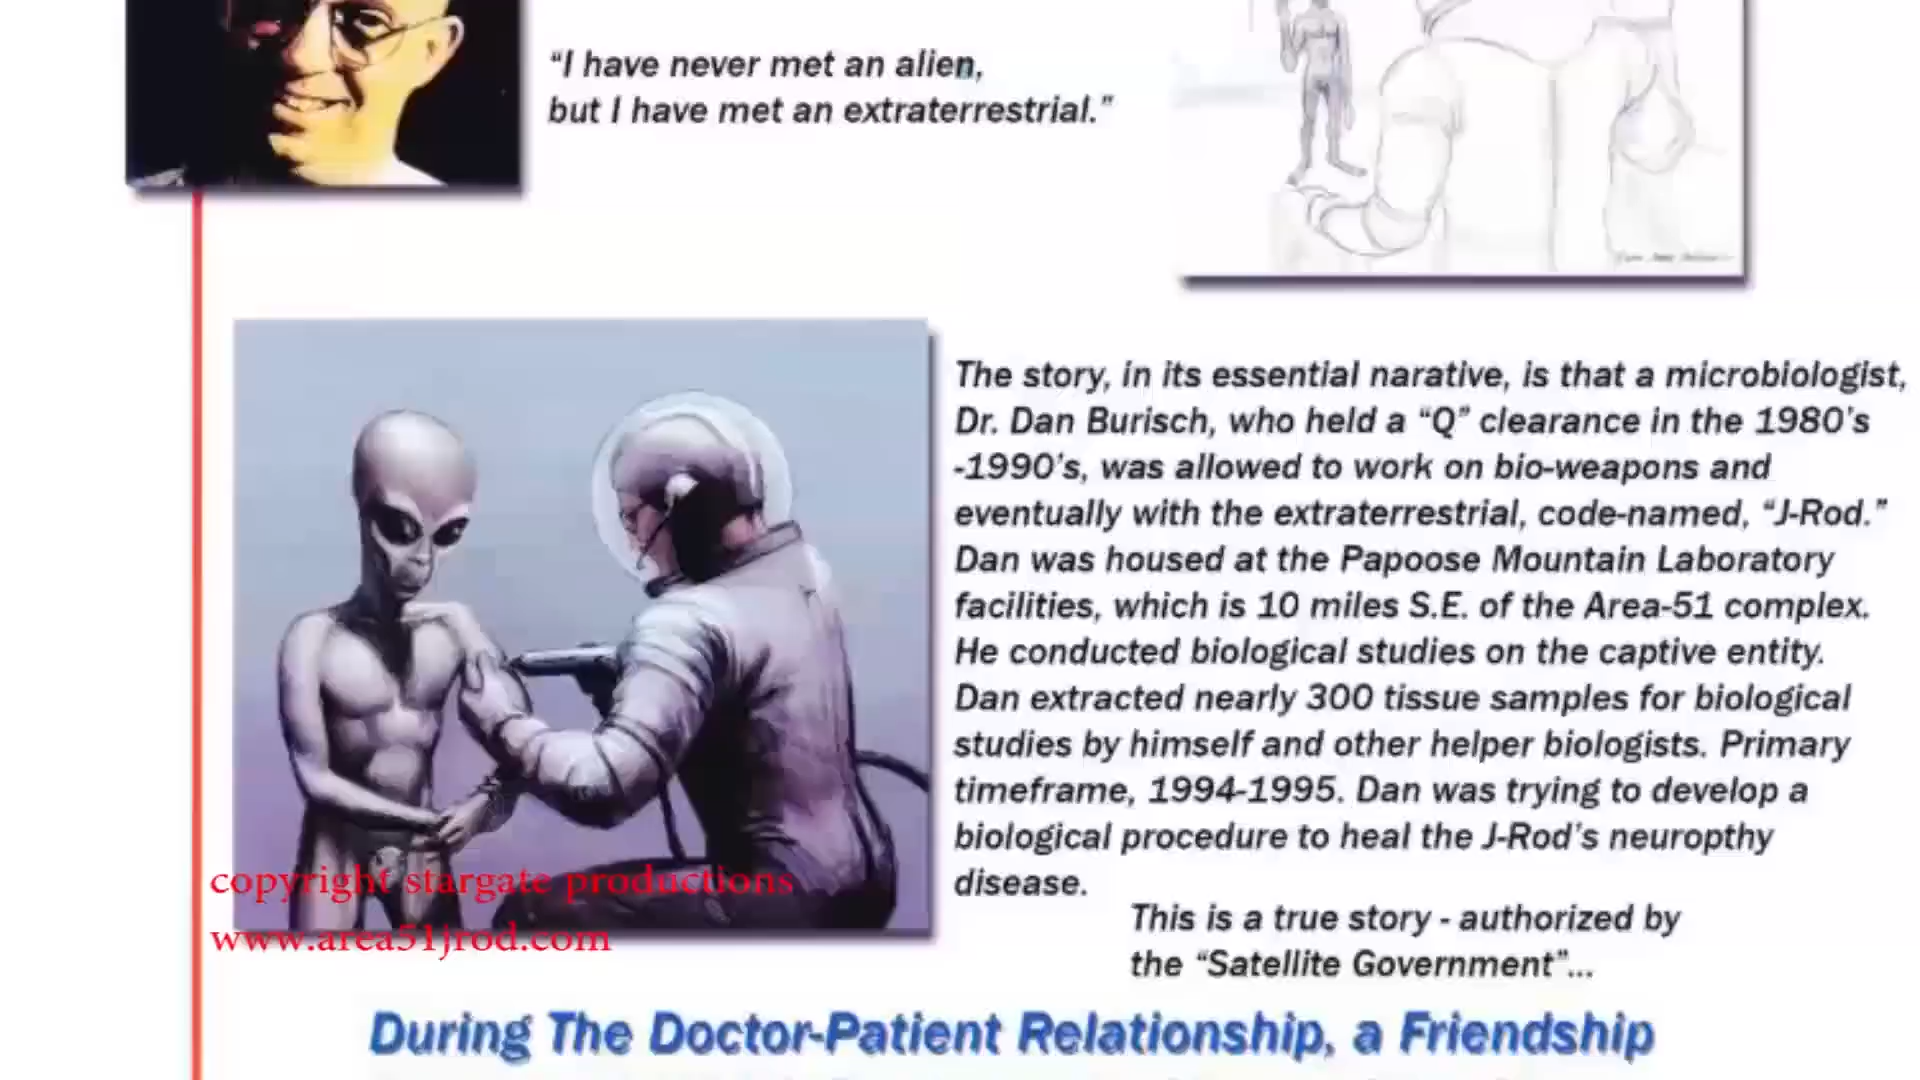 “I have never met an alien,
but I have met an extraterrestrial.”
The story, in its essential narative, is that a microbiologist,
Dr. Dan Burisch, who held a “Q” clearance in the 1980’s
-1990’s, was allowed to work on bio-weapons and
eventually with the extraterrestrial, code-named, “J-Rod.”
Dan was housed at the Papoose Mountain Laboratory
facilities, which is 10 miles S.E. of the Area-51 complex.
He conducted biological studies on the captive entity.
Dan extracted nearly 300 tissue samples for biological
studies by himself and other helper biologists. Primary
timeframe, 1994-1995. Dan was trying to develop a
biological procedure to heal the J-Rod’s neuropthy
disease.
This is a true story - authorized by
the “Satellite Government”...
copyright stargate productions
www.area51jrod.com
During The Doctor-Patient Relationship, a Friendship